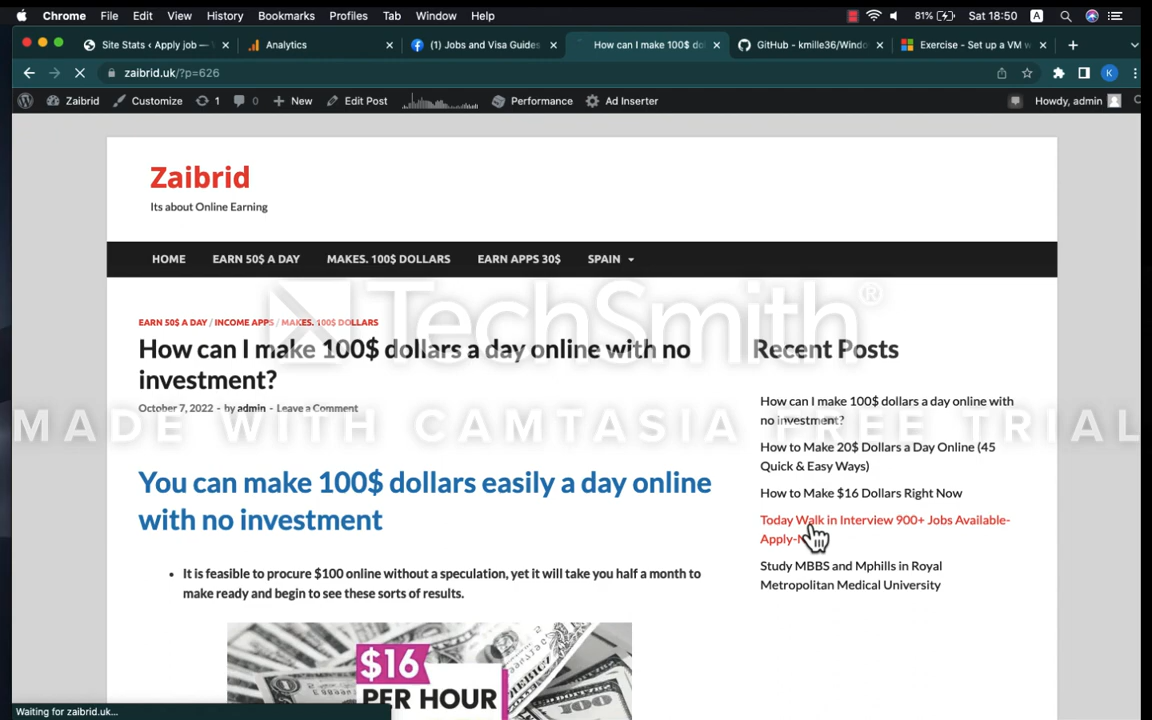 Chrome File Edit View History Bookmarks Profiles Tab Window Help 81% Sat 18:50 A
Site Stats ‹ Apply job — Analytics (1) Jobs and Visa Guides How can I make 100$ do GitHub - kmille36/Windo Exercise - Set up a VM w
zaibrid.uk/?p=626 K
Zaibrid Customize 1 0 New Edit Post Performance Ad Inserter Howdy, admin
Zaibrid
Its about Online Earning
HOME EARN 50$ A DAY MAKES. 100$ DOLLARS EARN APPS 30$ SPAIN
TechSmith®
EARN 50$ A DAY / INCOME APPS / MAKES. 100$ DOLLARS
How can I make 100$ dollars a day online with no
investment?
October 7, 2022 - by admin - Leave a Comment
MADE WITH CAMTASIA FREE TRIAL
You can make 100$ dollars easily a day online
with no investment
• It is feasible to procure $100 online without a speculation, yet it will take you half a month to
make ready and begin to see these sorts of results.
$16
PER HOUR
100
Recent Posts
How can I make 100$ dollars a day online with
no investment?
How to Make 20$ Dollars a Day Online (45
Quick & Easy Ways)
How to Make $16 Dollars Right Now
Today Walk in Interview 900+ Jobs Available-
Apply-
Study MBBS and Mphills in Royal
Metropolitan Medical University
Waiting for zaibrid.uk...